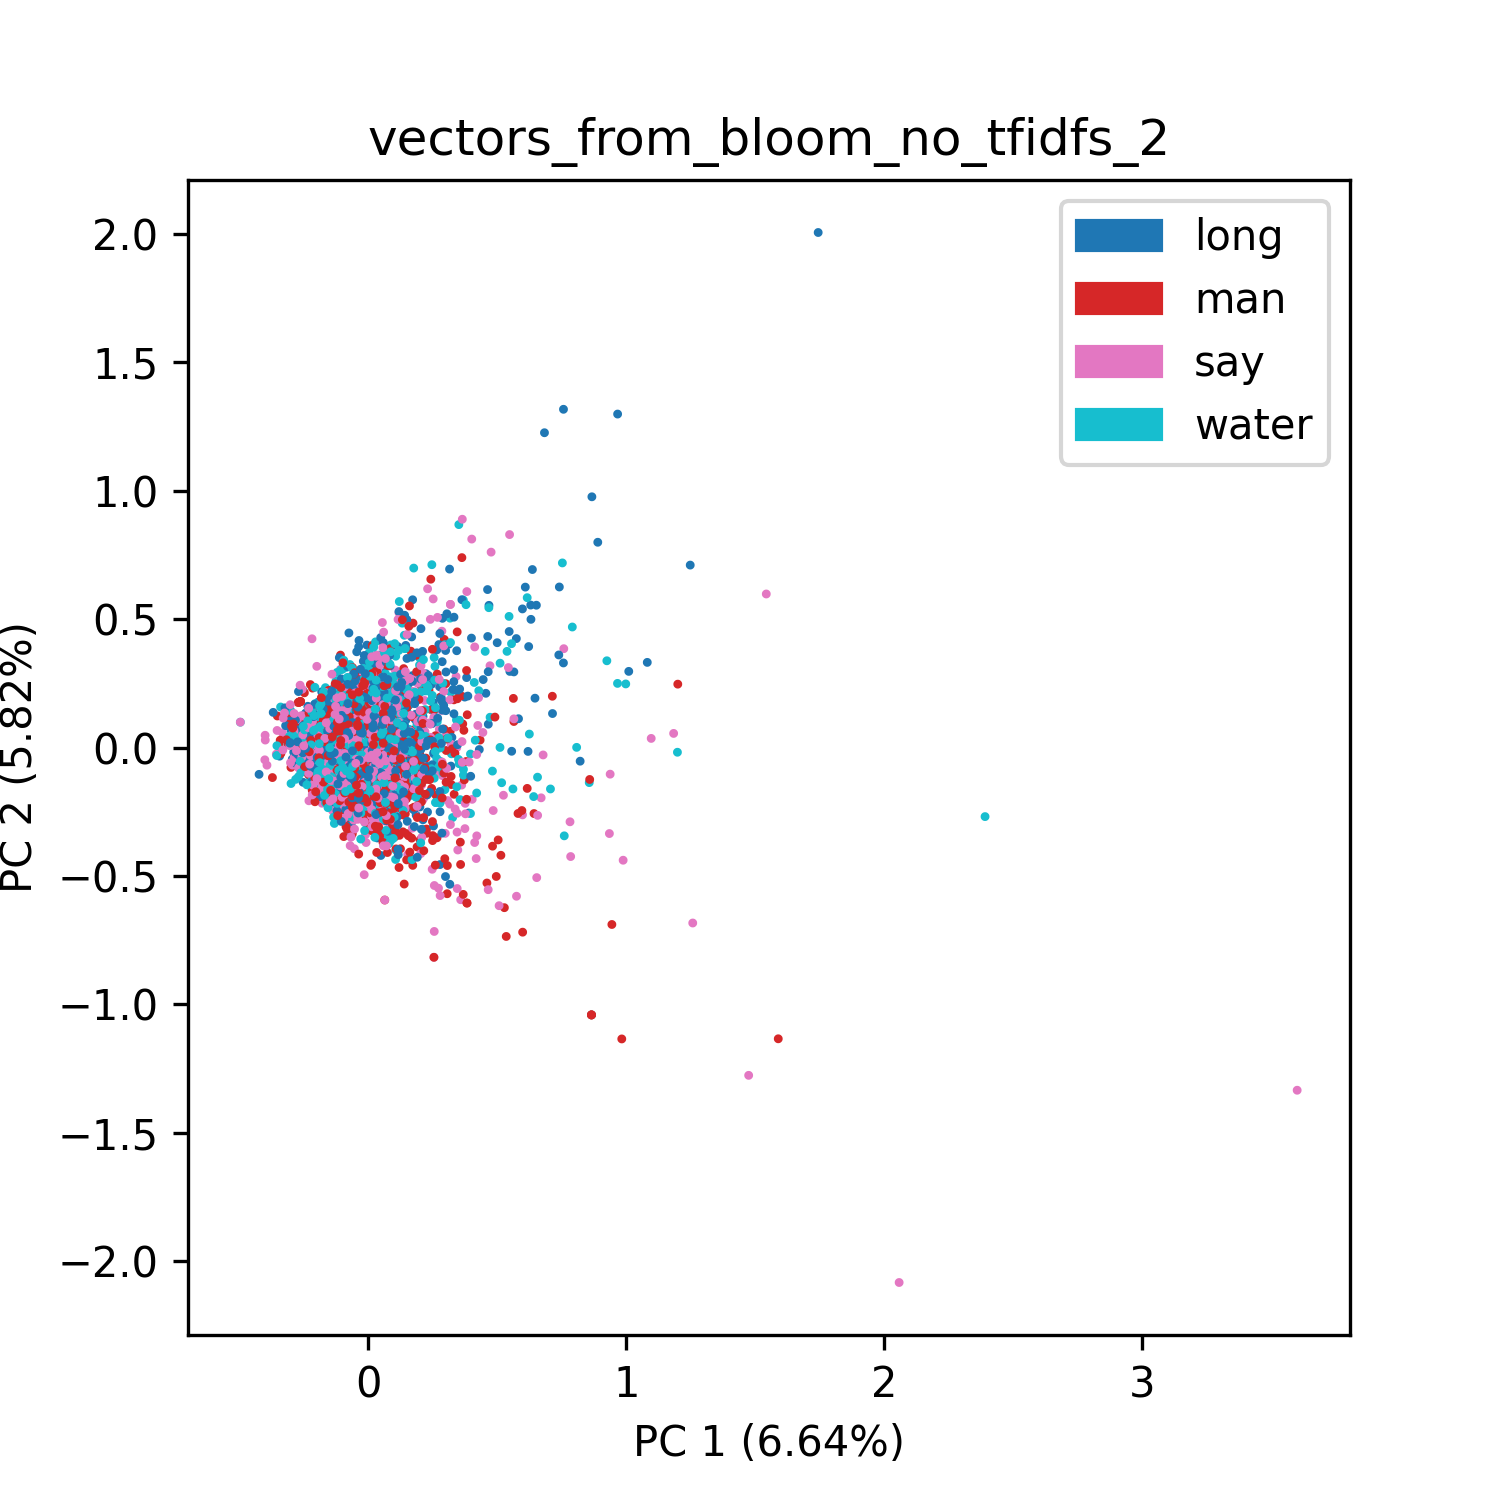 vectors_from_bloom_no_tfidfs_2
long
man
say
water
2.0
1.5
1.0
0.5
0.0
−0.5
−1.0
−1.5
−2.0
PC 2 (5.82%)
0 1 2 3
PC 1 (6.64%)